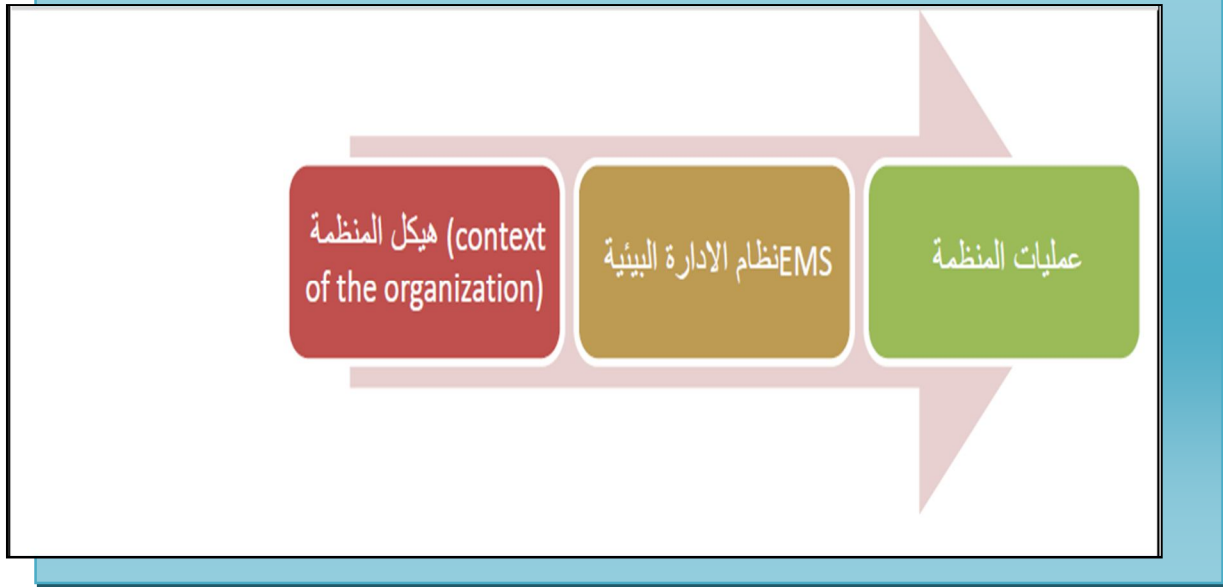 هيكل المنظمة (context
of the organization)
EMSنظام الادارة البيئية
عمليات المنظمة